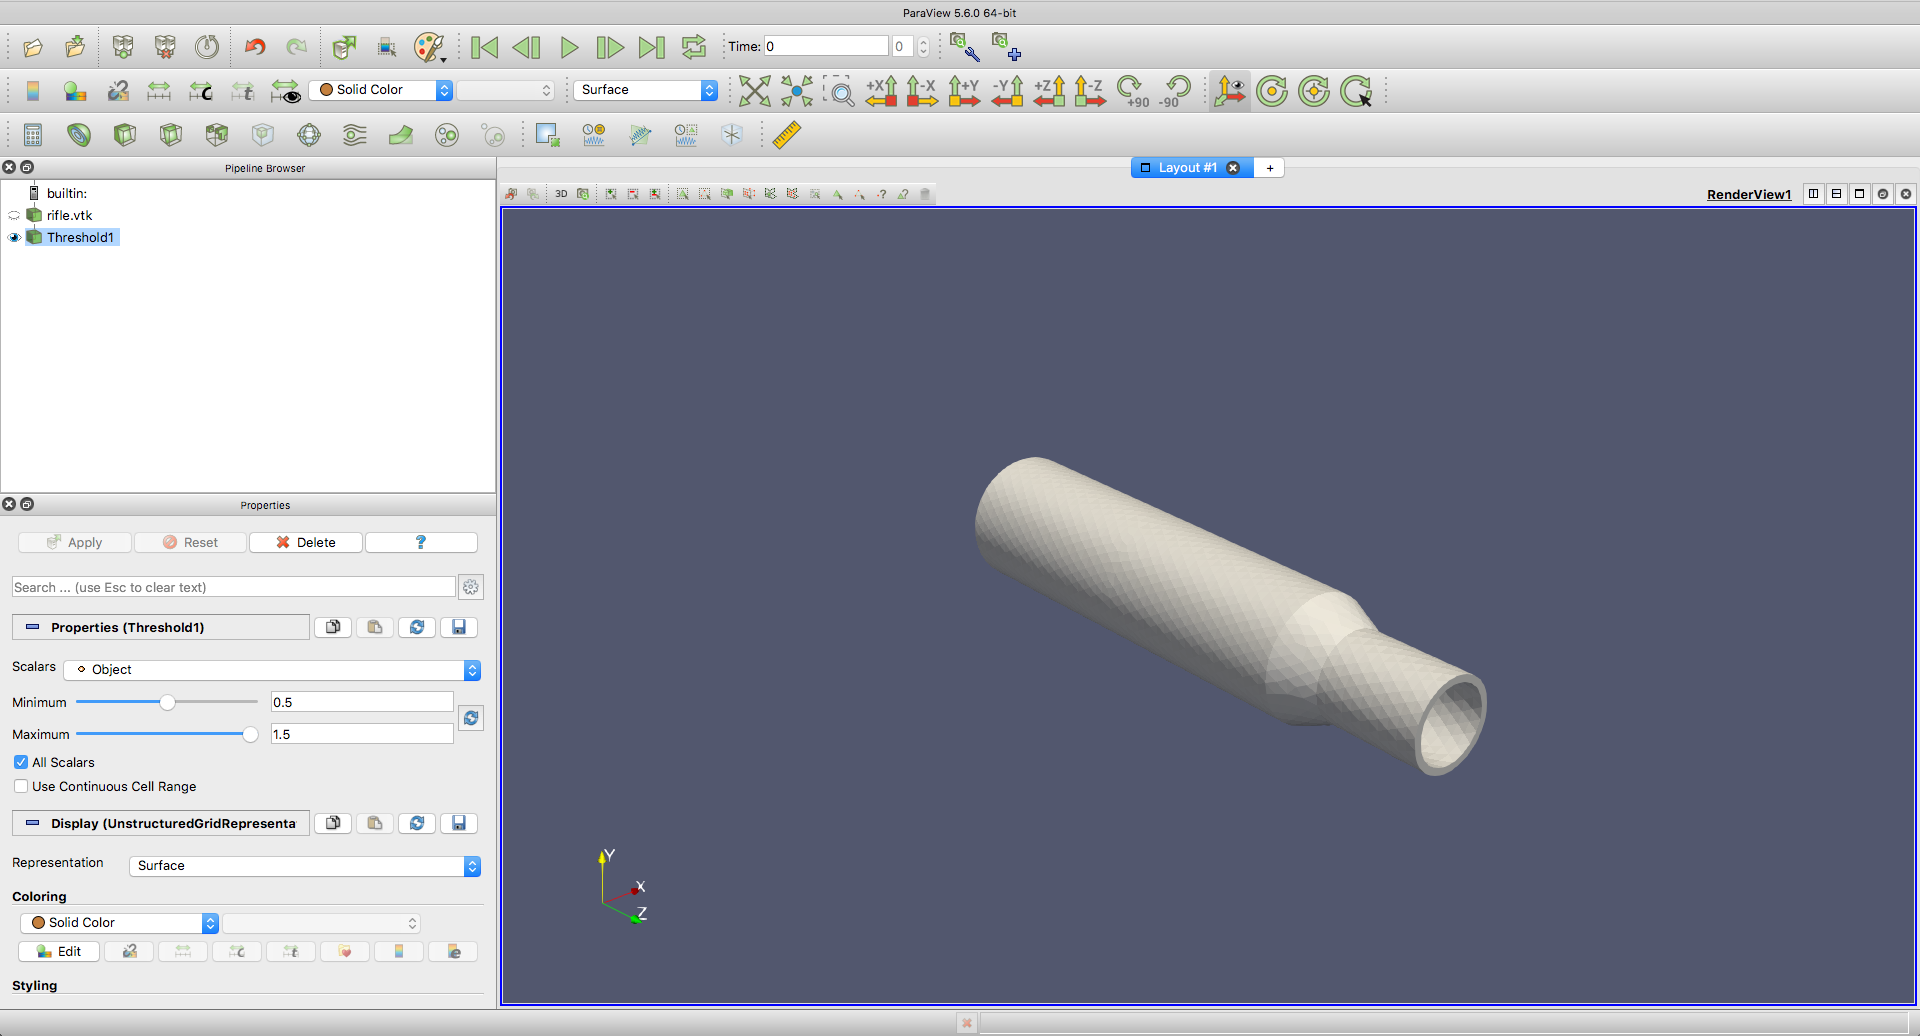 ParaView 5.6.0 64-bit
Time: 0 0
Solid Color Surface
+X -X +Y -Y +Z -Z +90 -90
Pipeline Browser
Layout #1 +
builtin:
rifle.vtk
Threshold1
3D
RenderView1
Properties
Apply Reset Delete ?
Search ... (use Esc to clear text)
Properties (Threshold1)
Scalars Object
Minimum 0.5
Maximum 1.5
All Scalars
Use Continuous Cell Range
Display (UnstructuredGridRepresenta
Representation Surface
Coloring
Solid Color
Edit
Styling
Y
X
Z